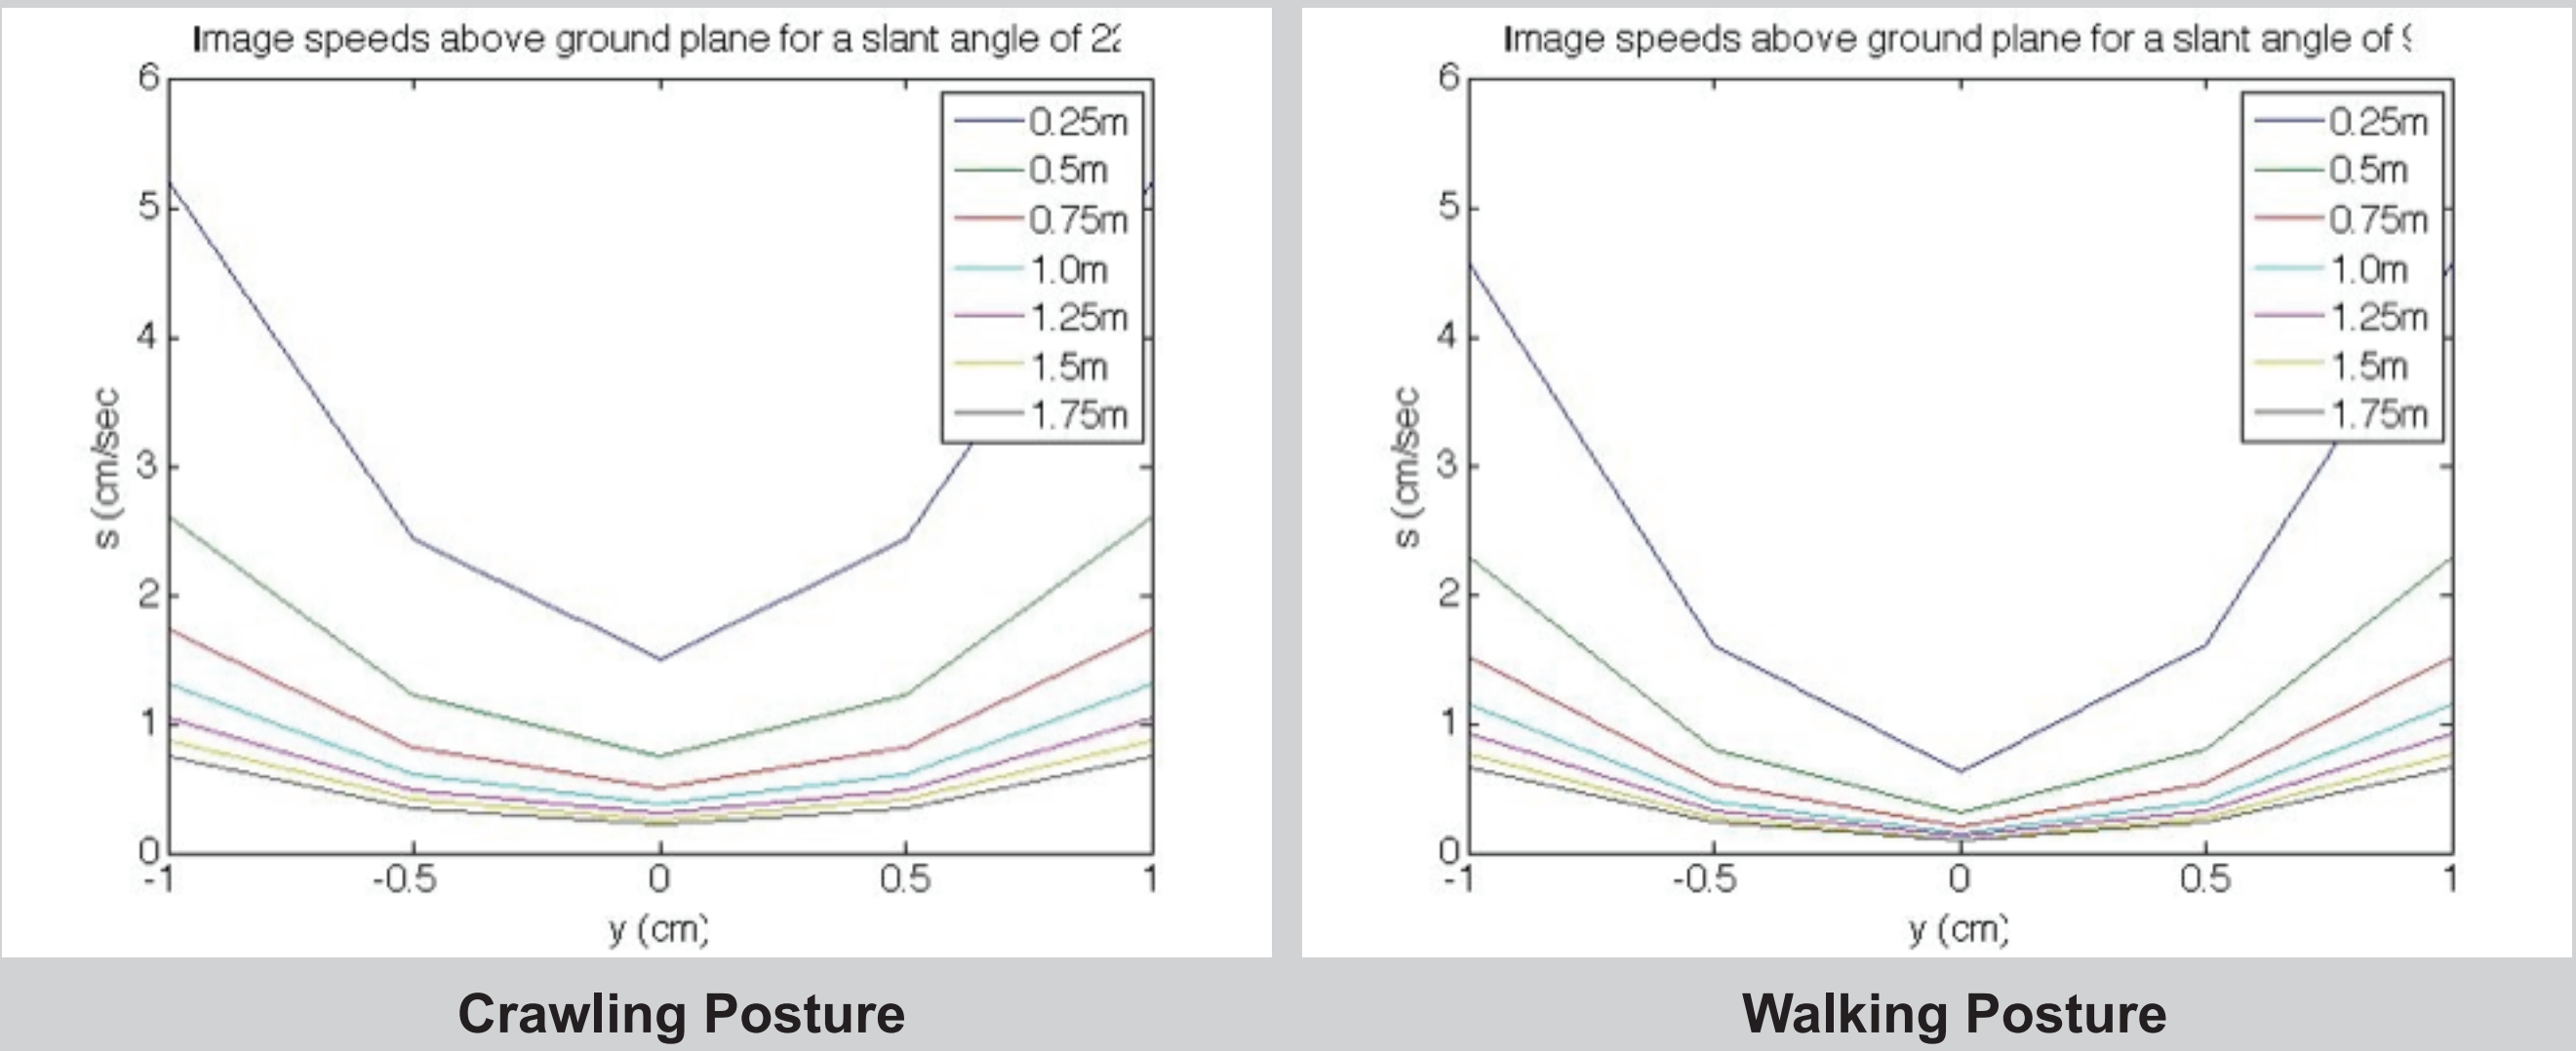 Image speeds above ground plane for a slant angle of
6
5
4
3
2
1
0
s (cm/sec
0.25m
0.5m
0.75m
1.0m
1.25m
1.5m
1.75m
-1
-0.5
0
0.5
1
y (cm)
Crawling Posture
Image speeds above ground plane for a slant angle of
6
5
4
3
2
1
0
s (cm/sec
0.25m
0.5m
0.75m
1.0m
1.25m
1.5m
1.75m
-1
-0.5
0
0.5
1
y (cm)
Walking Posture